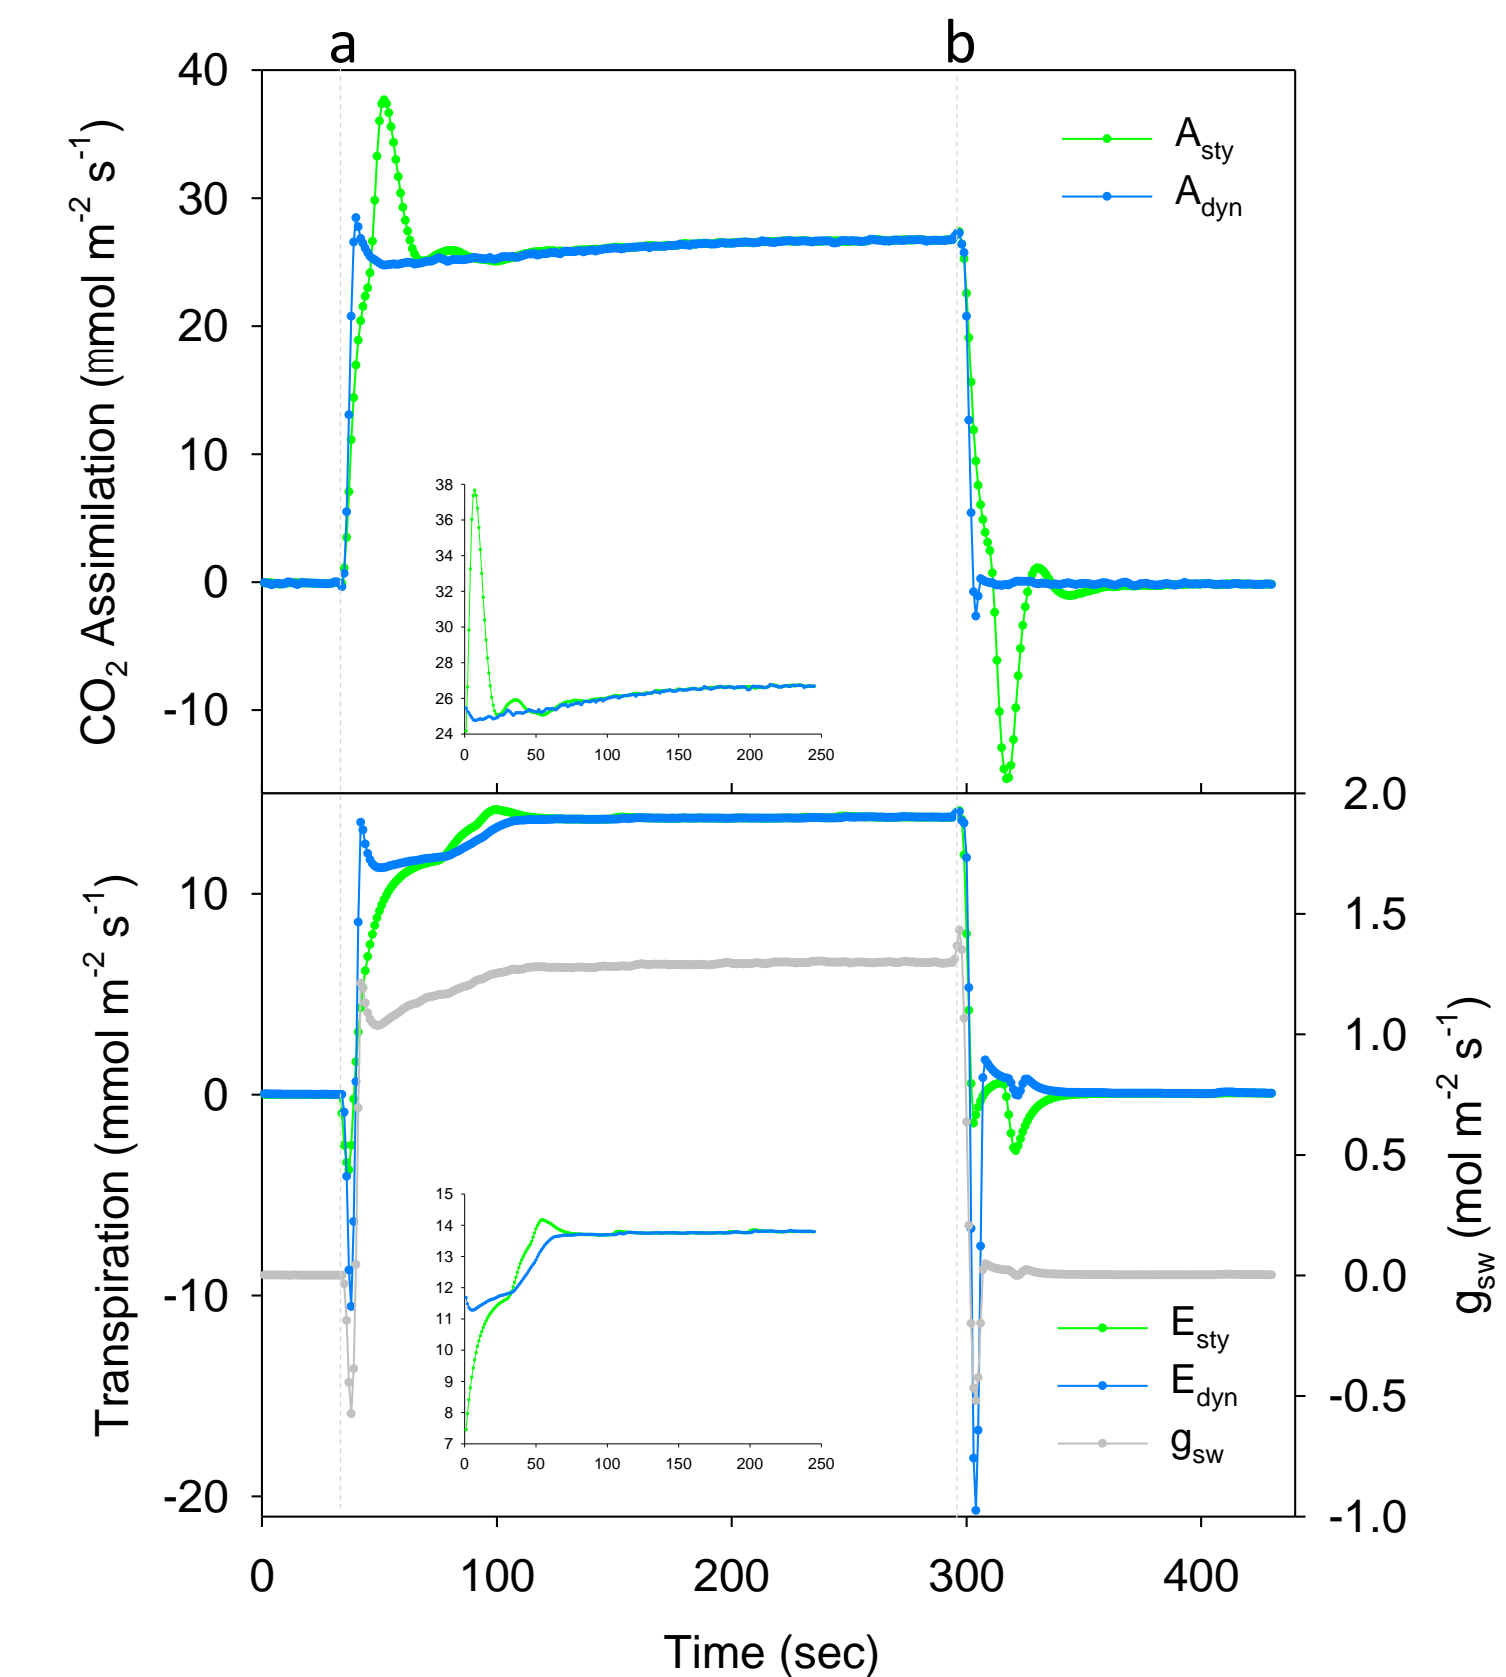 a b
40
30
20
10
0
-10
CO2 Assimilation (mmol m-2 s-1)
Asty
Adyn
38
36
34
32
30
28
26
24
0 50 100 150 200 250
10
0
-10
-20
Transpiration (mmol m-2 s-1)
2.0
1.5
1.0
0.5
0.0
-0.5
-1.0
gsw (mol m-2 s-1)
15
14
13
12
11
10
9
8
7
0 50 100 150 200 250
Esty
Edyn
gsw
0 100 200 300 400
Time (sec)